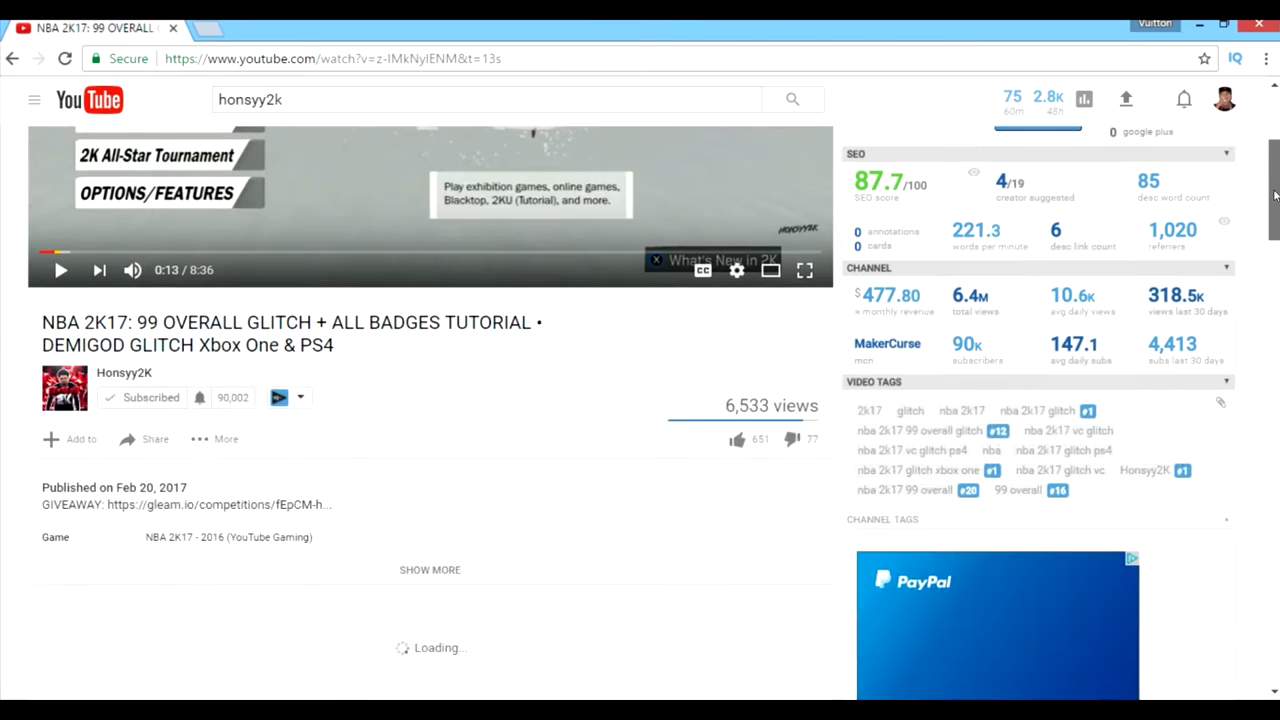 NBA 2K17: 99 OVERALL
Vuitton
Secure https://www.youtube.com/watch?v=z-IMkNyIENM&t=13s
IQ
YouTube
honsyy2k
75 2.8K
60m 48h
2K All-Star Tournament
OPTIONS/FEATURES
Play exhibition games, online games,
Blacktop, 2KU (Tutorial), and more.
HONSYY2K
X What's New in 2K
0:13 / 8:36
CC
NBA 2K17: 99 OVERALL GLITCH + ALL BADGES TUTORIAL •
DEMIGOD GLITCH Xbox One & PS4
Honsyy2K
Subscribed 90,002
6,533 views
Add to Share More
651 77
Published on Feb 20, 2017
GIVEAWAY: https://gleam.io/competitions/fEpCM-h...
Game NBA 2K17 - 2016 (YouTube Gaming)
SHOW MORE
Loading...
0 google plus
SEO
87.7/100 4/19 85
SEO score creator suggested desc word count
0 annotations 221.3 6 1,020
0 cards words per minute desc link count referrers
CHANNEL
$477.80 6.4M 10.6K 318.5K
≈ monthly revenue total views avg daily views views last 30 days
MakerCurse 90K 147.1 4,413
mcn subscribers avg daily subs subs last 30 days
VIDEO TAGS
2k17 glitch nba 2k17 nba 2k17 glitch #1
nba 2k17 99 overall glitch #12 nba 2k17 vc glitch
nba 2k17 vc glitch ps4 nba nba 2k17 glitch ps4
nba 2k17 glitch xbox one #1 nba 2k17 glitch vc Honsyy2K #1
nba 2k17 99 overall #20 99 overall #16
CHANNEL TAGS
PayPal